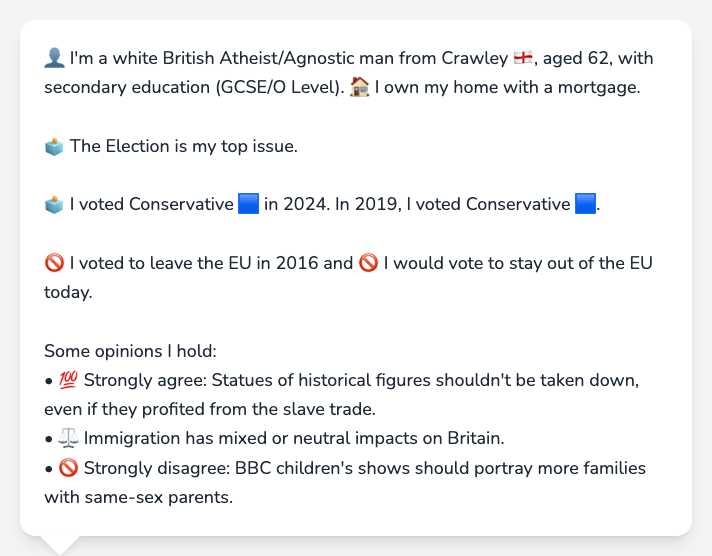 👤 I'm a white British Atheist/Agnostic man from Crawley 🏴󠁧󠁢󠁥󠁮󠁧󠁿, aged 62, with
secondary education (GCSE/O Level). 🏠 I own my home with a mortgage.
🗳️ The Election is my top issue.
🗳️ I voted Conservative 🟦 in 2024. In 2019, I voted Conservative 🟦.
🚫 I voted to leave the EU in 2016 and 🚫 I would vote to stay out of the EU
today.
Some opinions I hold:
• 💯 Strongly agree: Statues of historical figures shouldn't be taken down,
even if they profited from the slave trade.
• ⚖️ Immigration has mixed or neutral impacts on Britain.
• 🚫 Strongly disagree: BBC children's shows should portray more families
with same-sex parents.